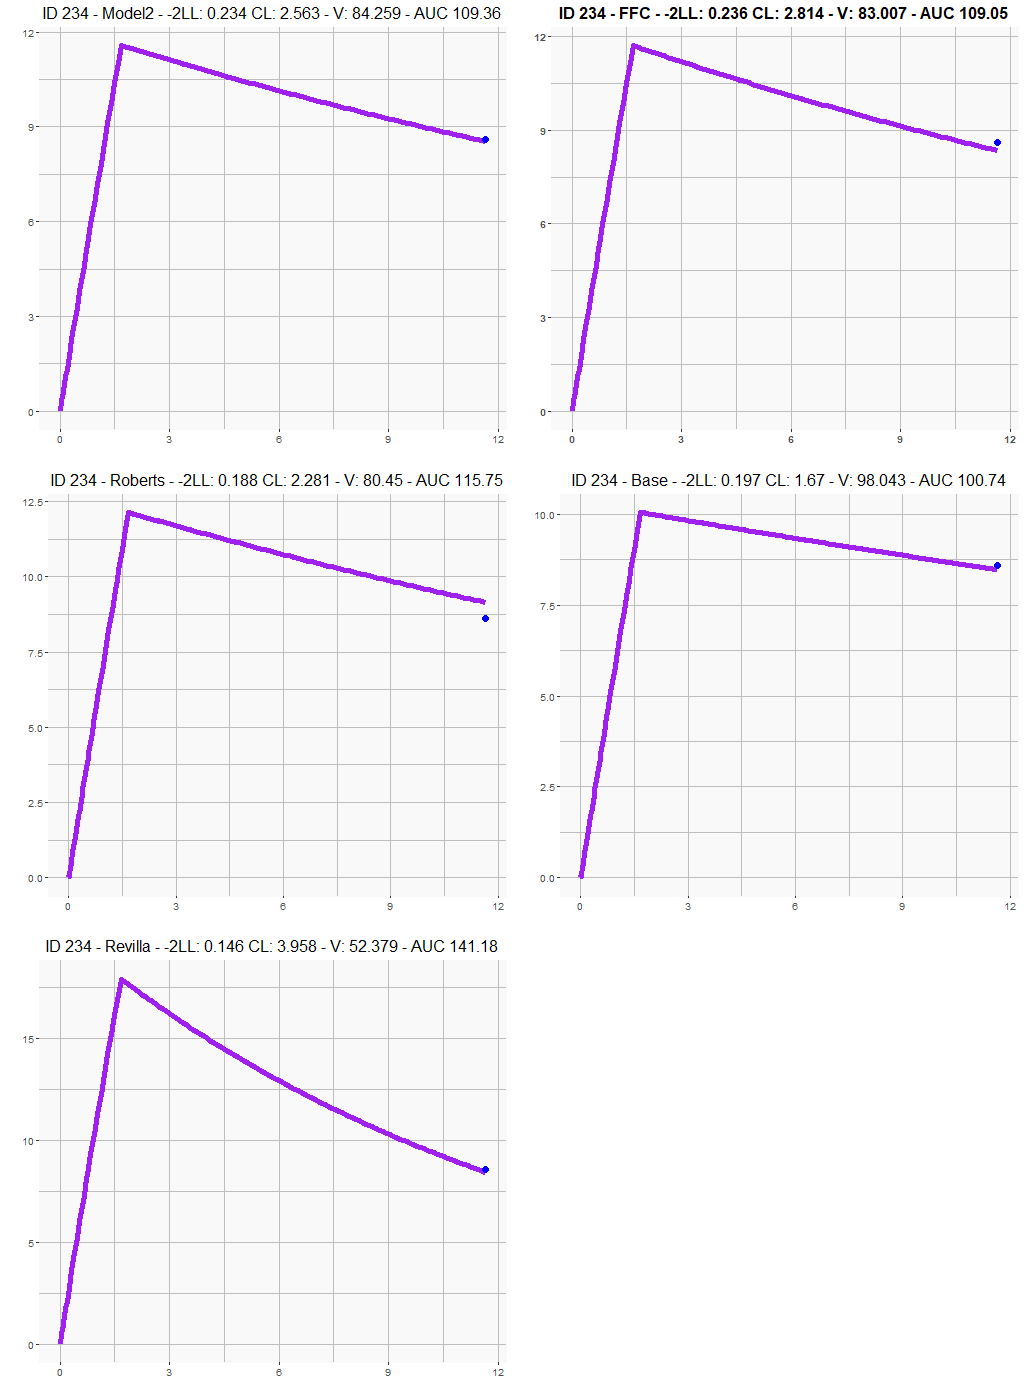 ID 234 - Model2 - -2LL: 0.234 CL: 2.563 - V: 84.259 - AUC 109.36
12
9
6
3
0
0 3 6 9 12
ID 234 - FFC - -2LL: 0.236 CL: 2.814 - V: 83.007 - AUC 109.05
12
9
6
3
0
0 3 6 9 12
ID 234 - Roberts - -2LL: 0.188 CL: 2.281 - V: 80.45 - AUC 115.75
12.5
10.0
7.5
5.0
2.5
0.0
0 3 6 9 12
ID 234 - Base - -2LL: 0.197 CL: 1.67 - V: 98.043 - AUC 100.74
10.0
7.5
5.0
2.5
0.0
0 3 6 9 12
ID 234 - Revilla - -2LL: 0.146 CL: 3.958 - V: 52.379 - AUC 141.18
15
10
5
0
0 3 6 9 12